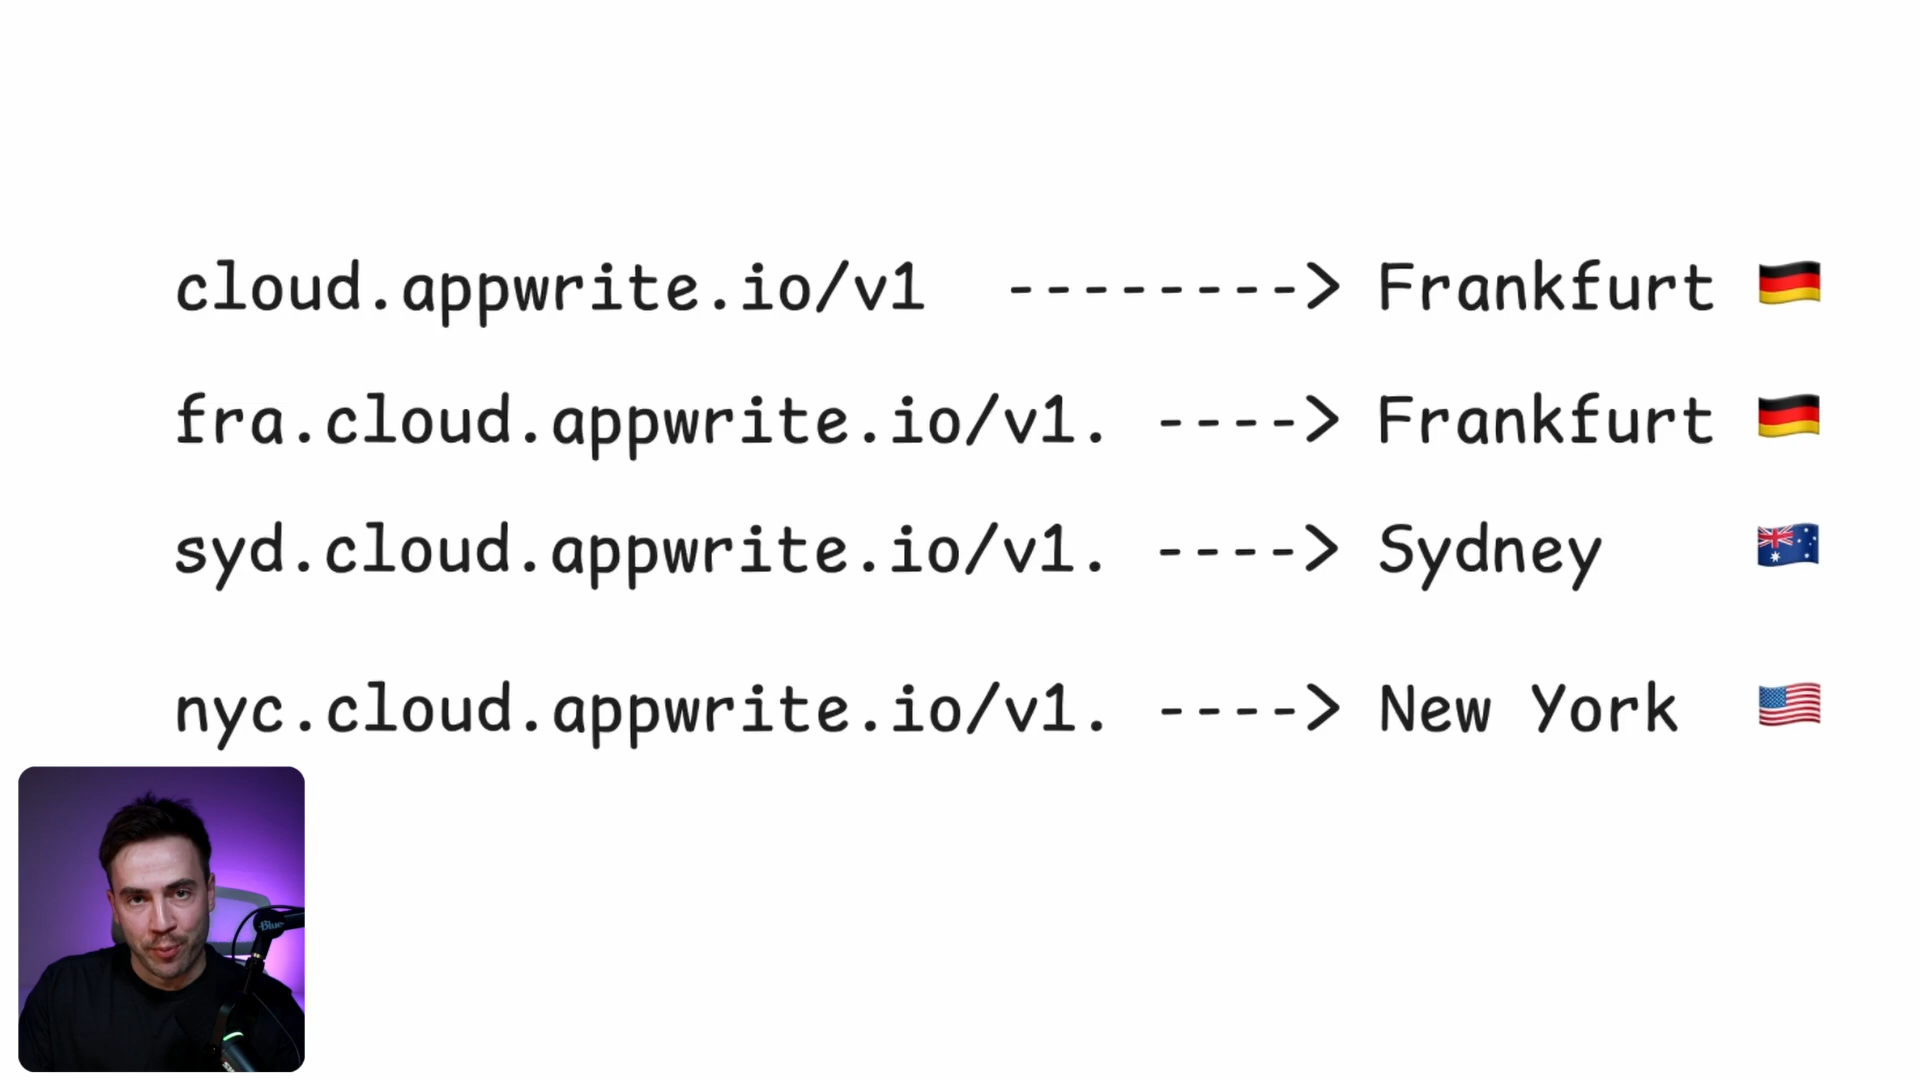 cloud.appwrite.io/v1 --------> Frankfurt 🇩🇪
fra.cloud.appwrite.io/v1. ----> Frankfurt 🇩🇪
syd.cloud.appwrite.io/v1. ----> Sydney 🇦🇺
nyc.cloud.appwrite.io/v1. ----> New York 🇺🇸
Blue